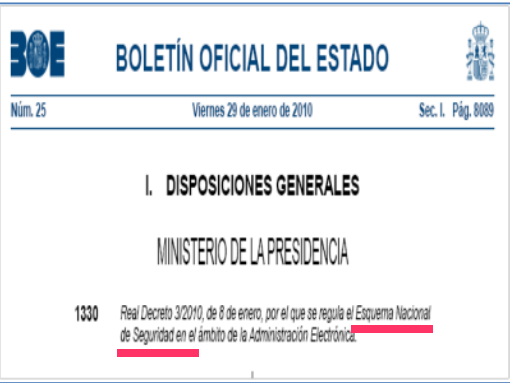 BOE
BOLETÍN OFICIAL DEL ESTADO
Núm. 25 Viernes 29 de enero de 2010 Sec. I. Pág. 8089
I. DISPOSICIONES GENERALES
MINISTERIO DE LA PRESIDENCIA
1330 Real Decreto 3/2010, de 8 de enero, por el que se regula el Esquema Nacional
de Seguridad en el ámbito de la Administración Electrónica.